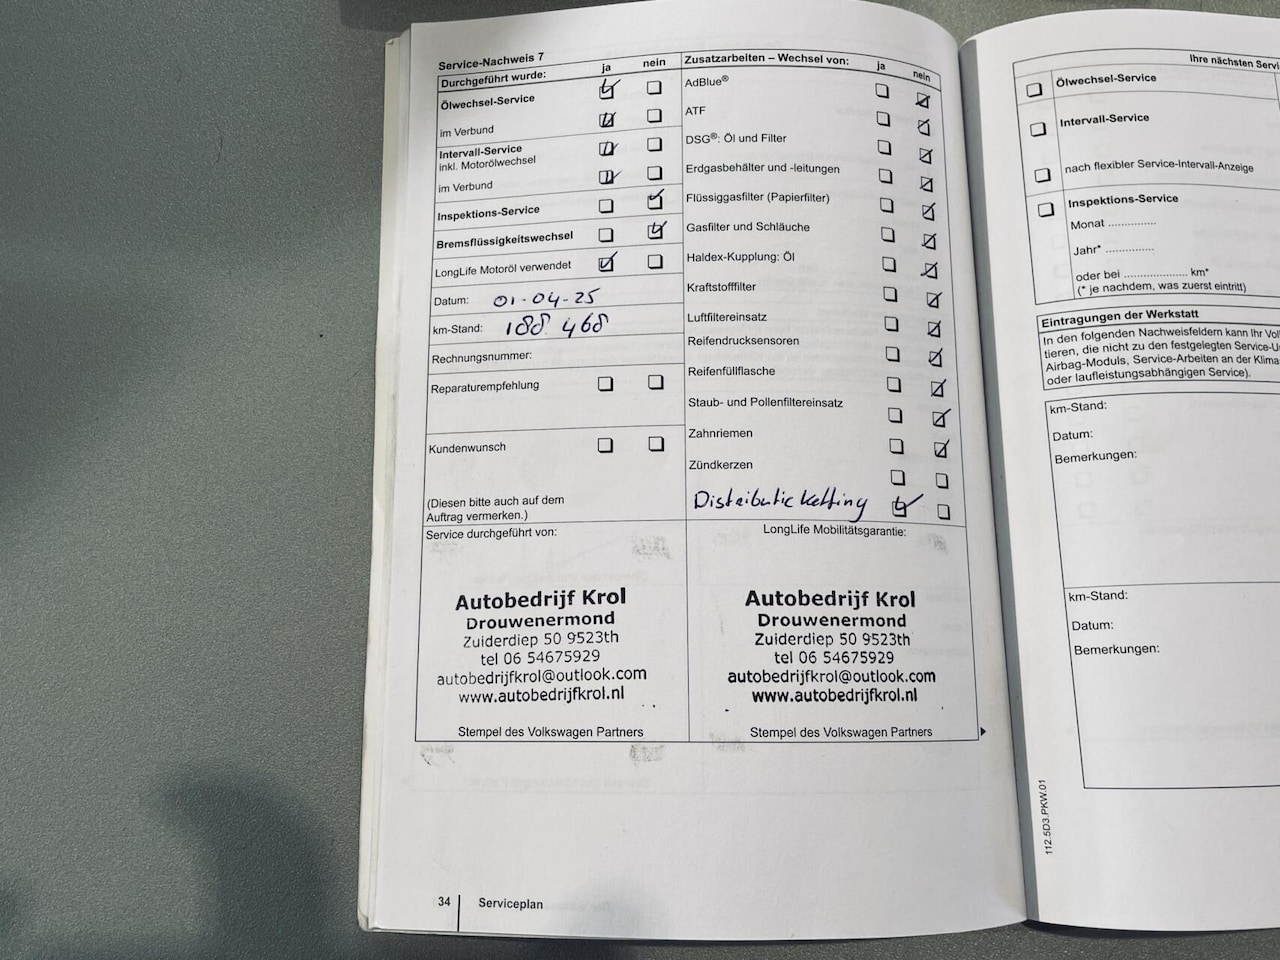 Service-Nachweis 7
Durchgeführt wurde: ja nein
Ölwechsel-Service
im Verbund
Intervall-Service
inkl. Motorölwechsel
im Verbund
Inspektions-Service
Bremsflüssigkeitswechsel
LongLife Motoröl verwendet
Datum: 01-04-25
km-Stand: 188 468
Rechnungsnummer:
Reparaturempfehlung
Kundenwunsch
(Diesen bitte auch auf dem
Auftrag vermerken.)
Zusatzarbeiten – Wechsel von: ja nein
AdBlue®
ATF
DSG®: Öl und Filter
Erdgasbehälter und -leitungen
Flüssiggasfilter (Papierfilter)
Gasfilter und Schläuche
Haldex-Kupplung: Öl
Kraftstofffilter
Luftfiltereinsatz
Reifendrucksensoren
Reifenfüllflasche
Staub- und Pollenfiltereinsatz
Zahnriemen
Zündkerzen
Distributie ketting
Service durchgeführt von:
Autobedrijf Krol
Drouwenermond
Zuiderdiep 50 9523th
tel 06 54675929
autobedrijfkrol@outlook.com
www.autobedrijfkrol.nl
Stempel des Volkswagen Partners
LongLife Mobilitätsgarantie:
Autobedrijf Krol
Drouwenermond
Zuiderdiep 50 9523th
tel 06 54675929
autobedrijfkrol@outlook.com
www.autobedrijfkrol.nl
Stempel des Volkswagen Partners
34 Serviceplan
Ihre nächsten Servi
Ölwechsel-Service
Intervall-Service
nach flexibler Service-Intervall-Anzeige
Inspektions-Service
Monat ...............
Jahr* ...............
oder bei .................... km*
(* je nachdem, was zuerst eintritt)
Eintragungen der Werkstatt
In den folgenden Nachweisfeldern kann Ihr Vol
tieren, die nicht zu den festgelegten Service-U
Airbag-Moduls, Service-Arbeiten an der Klima
oder laufleistungsabhängigen Service).
km-Stand:
Datum:
Bemerkungen:
km-Stand:
Datum:
Bemerkungen:
112.5D3.PKW.01